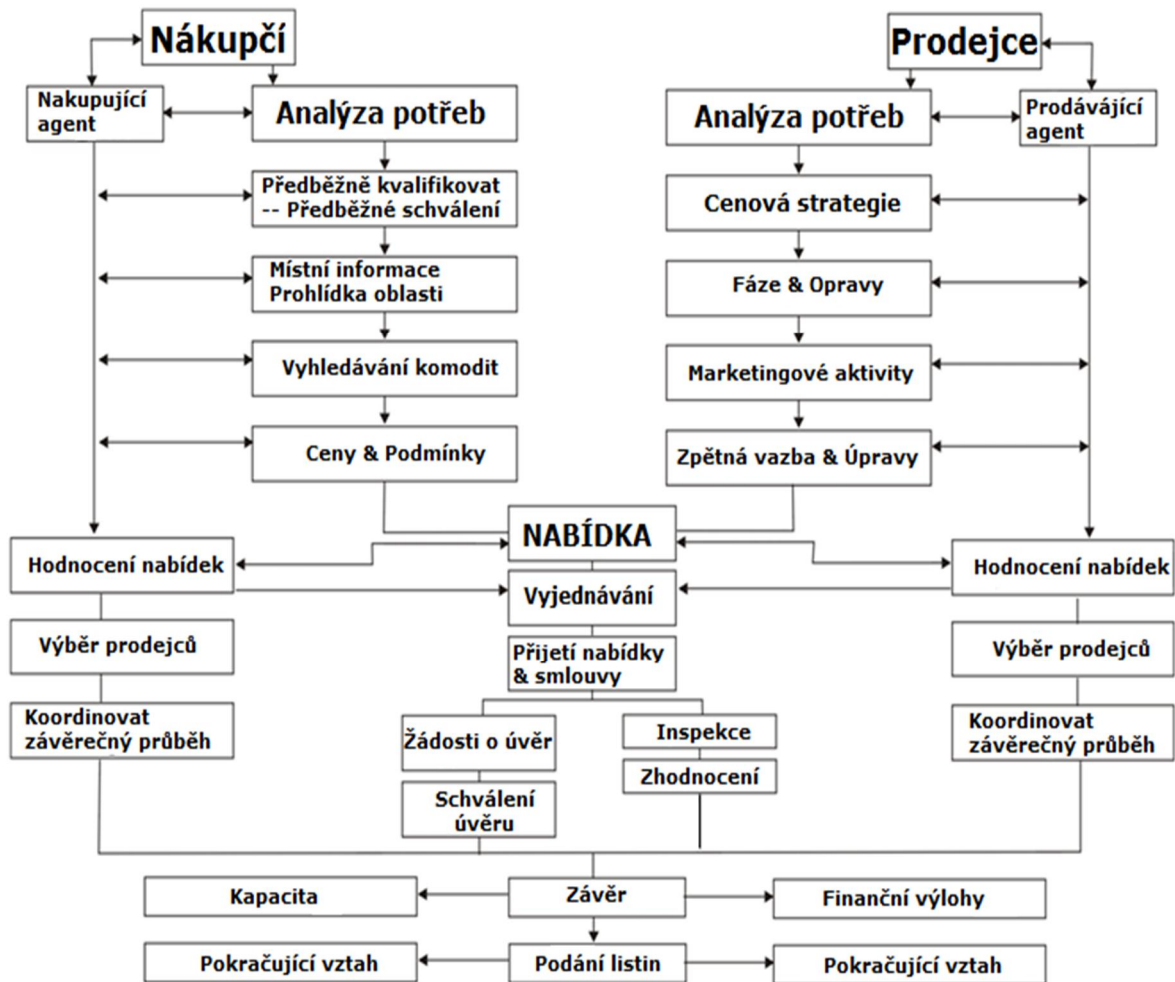 Nákupčí
Prodejce
Nakupující
agent
Analýza potřeb
Analýza potřeb
Prodávájící
agent
Předběžně kvalifikovat
-- Předběžné schválení
Cenová strategie
Místní informace
Prohlídka oblasti
Fáze & Opravy
Vyhledávání komodit
Marketingové aktivity
Ceny & Podmínky
Zpětná vazba & Úpravy
NABÍDKA
Hodnocení nabídek
Hodnocení nabídek
Vyjednávání
Výběr prodejců
Přijetí nabídky
& smlouvy
Výběr prodejců
Koordinovat
závěrečný průběh
Žádosti o úvěr
Inspekce
Koordinovat
závěrečný průběh
Zhodnocení
Schválení
úvěru
Kapacita
Závěr
Finanční výlohy
Pokračující vztah
Podání listin
Pokračující vztah